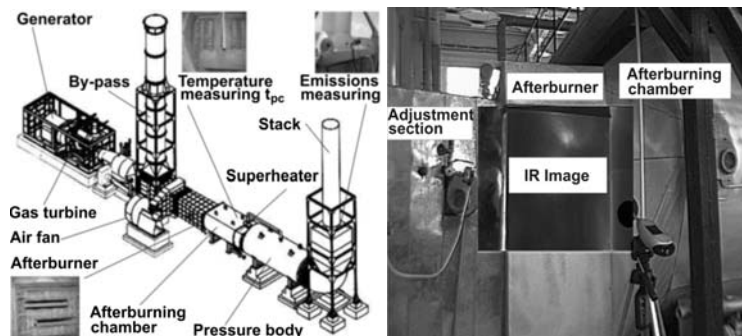 Generator
By-pass
Temperature
measuring tpc
Emissions
measuring
Stack
Superheater
Gas turbine
Air fan
Afterburner
Afterburning
chamber
Pressure body
Adjustment
section
Afterburner
Afterburning
chamber
IR Image